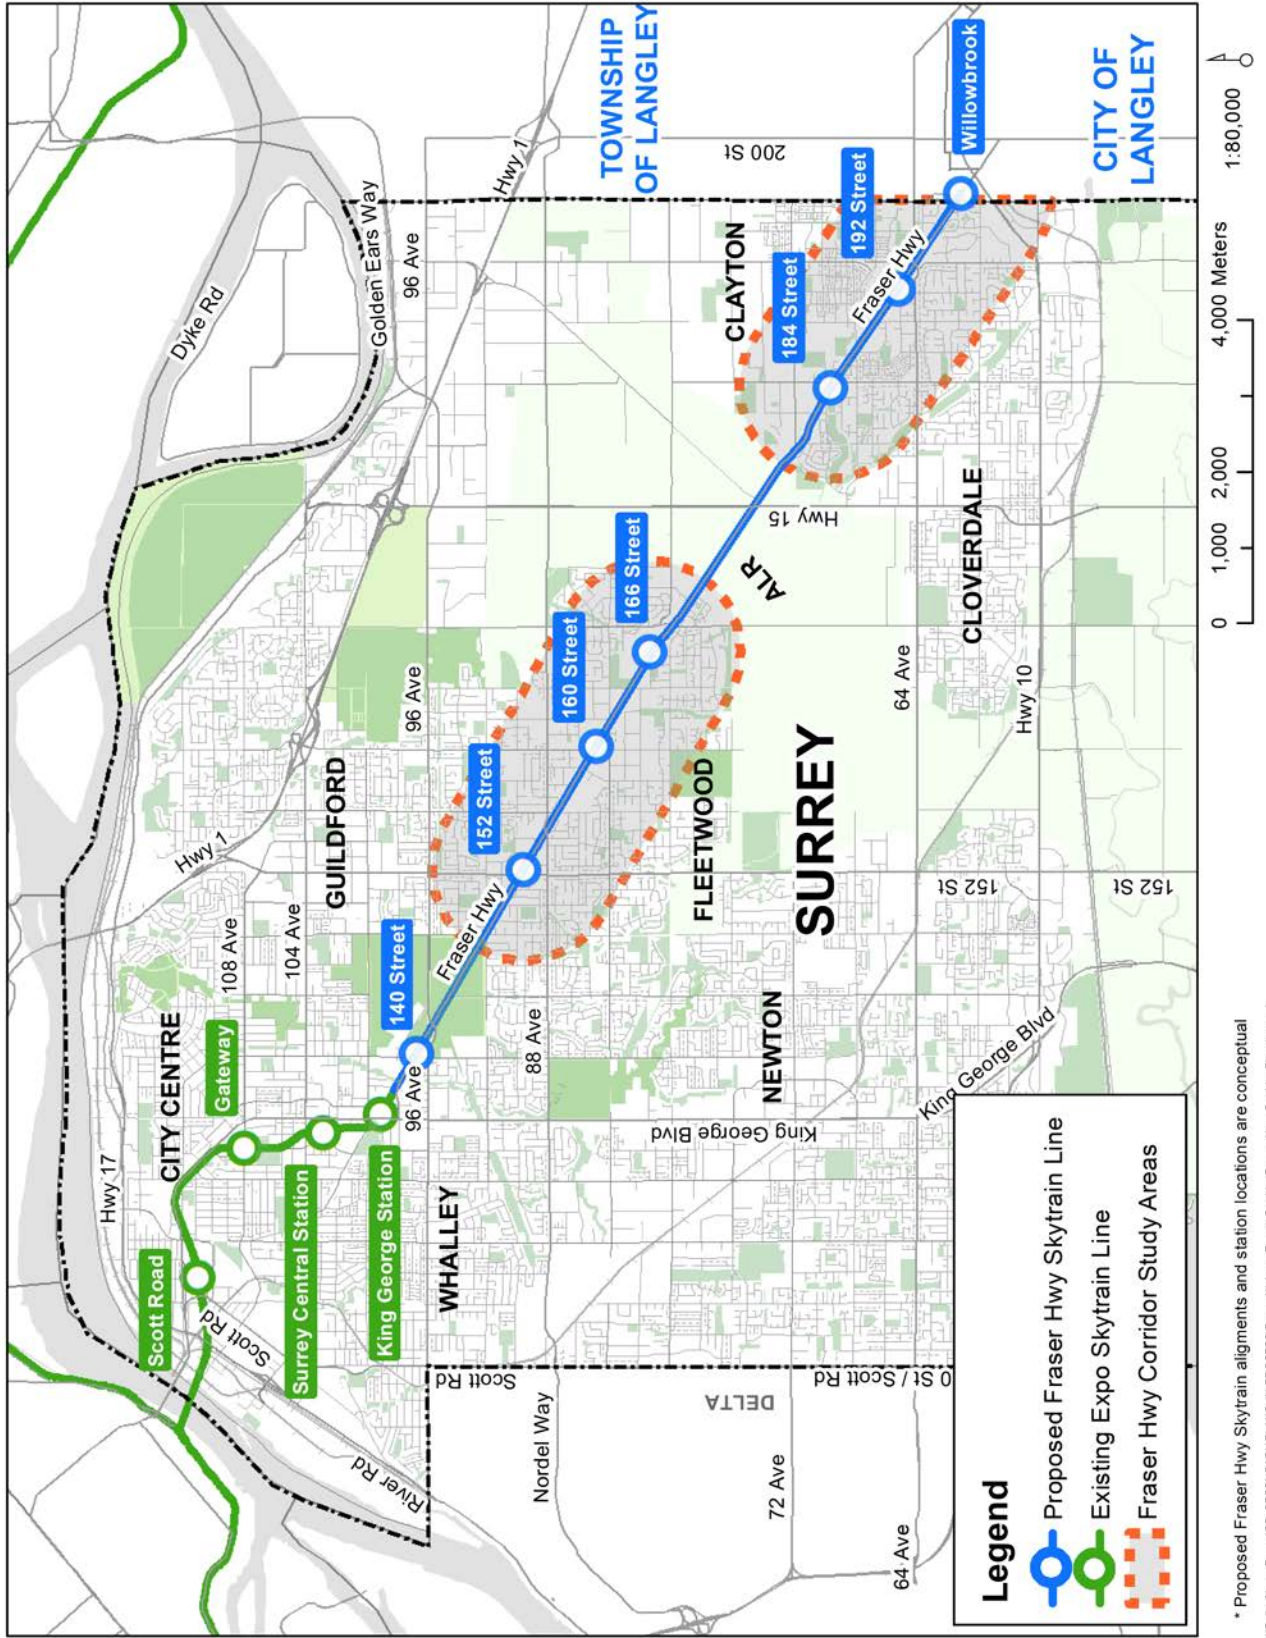 Dyke Rd
Golden Ears Way
96 Ave
Hwy 1
TOWNSHIP
OF LANGLEY
200 St
Hwy 17
CITY CENTRE
108 Ave
104 Ave
Hwy 1
GUILDFORD
96 Ave
Scott Road
Gateway
Surrey Central Station
King George Station
96 Ave
140 Street
Fraser Hwy
152 Street
160 Street
166 Street
Scott Rd
River Rd
WHALLEY
Scott Rd
88 Ave
Nordel Way
FLEETWOOD
ALR
Hwy 15
CLAYTON
184 Street
192 Street
Fraser Hwy
Willowbrook
CITY OF
LANGLEY
King George Blvd
NEWTON
SURREY
DELTA
72 Ave
0 St / Scott Rd
64 Ave
64 Ave
152 St
CLOVERDALE
Hwy 10
King George Blvd
152 St
Legend
Proposed Fraser Hwy Skytrain Line
Existing Expo Skytrain Line
Fraser Hwy Corridor Study Areas
0 1,000 2,000 4,000 Meters
1:80,000
* Proposed Fraser Hwy Skytrain aligments and station locations are conceptual